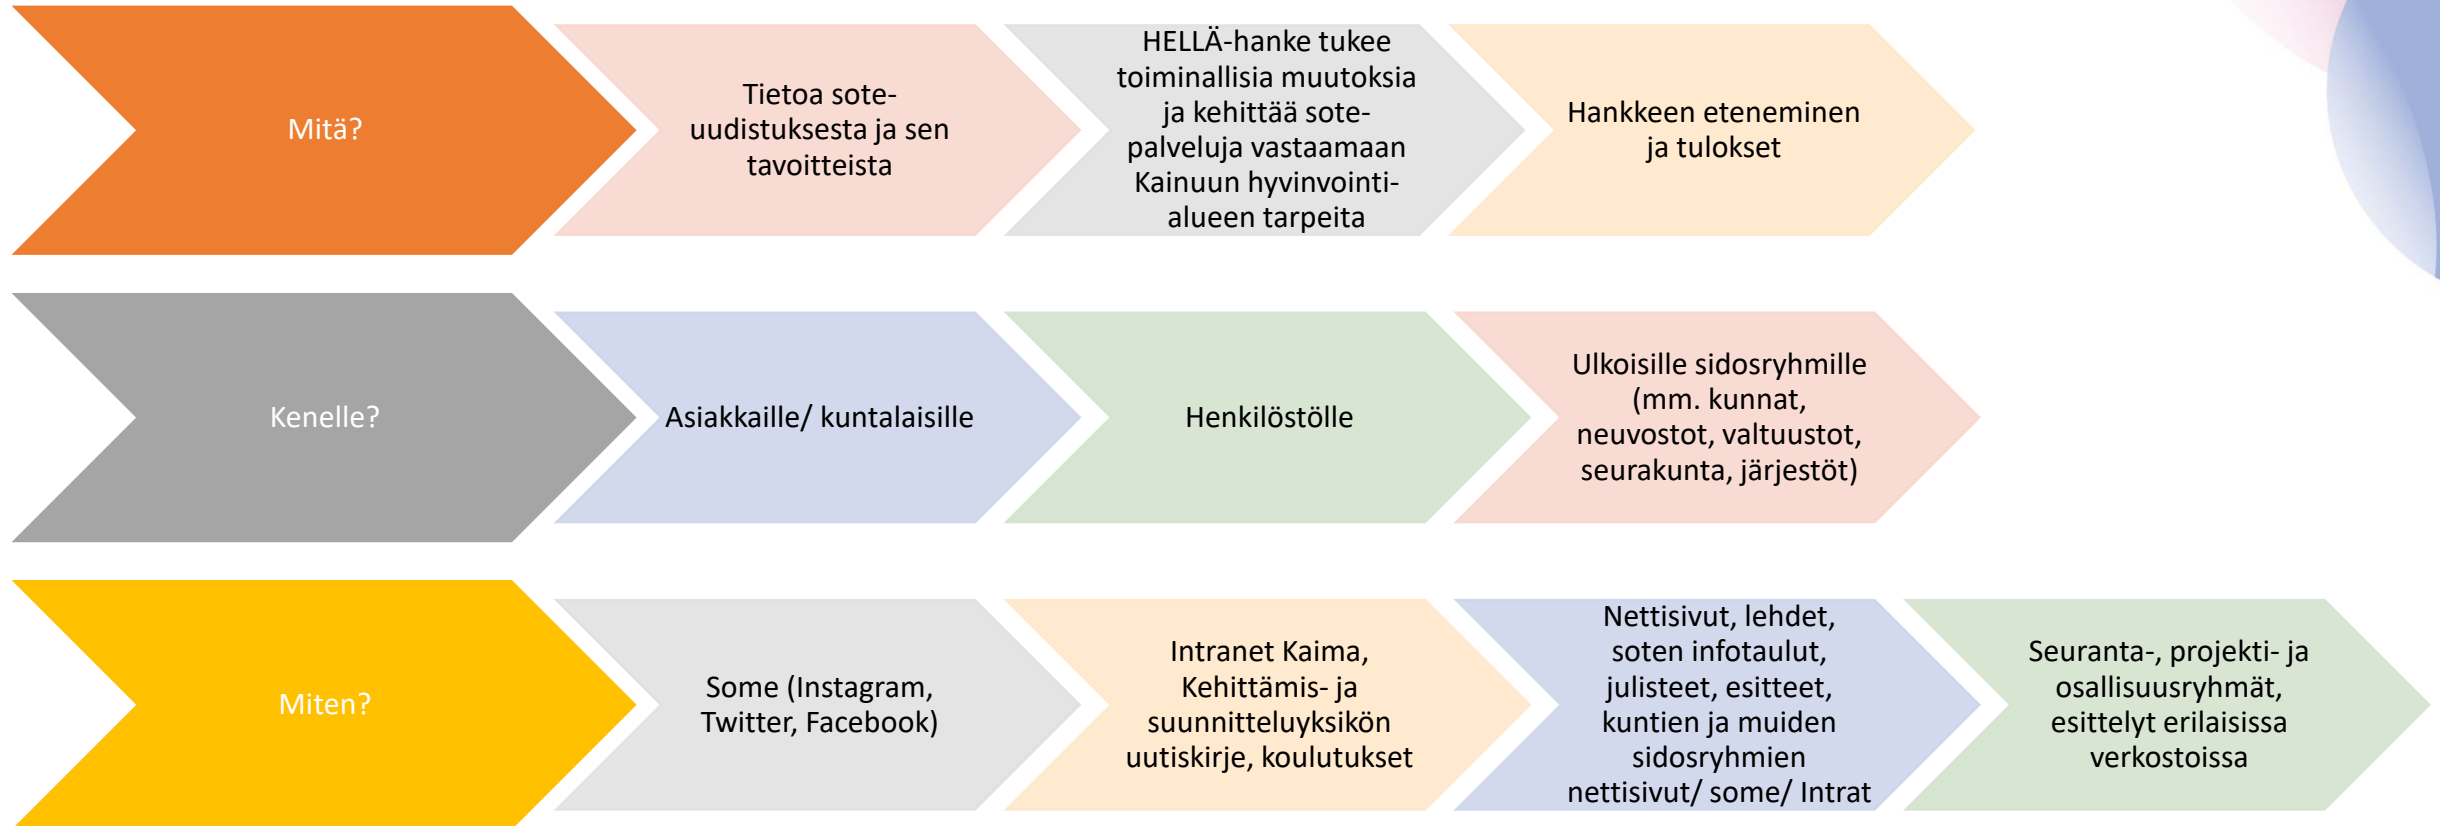 Mitä?
Tietoa sote-
uudistuksesta ja sen
tavoitteista
HELLÄ-hanke tukee
toiminallisia muutoksia
ja kehittää sote-
palveluja vastaamaan
Kainuun hyvinvointi-
alueen tarpeita
Hankkeen eteneminen
ja tulokset
Kenelle?
Asiakkaille/ kuntalaisille
Henkilöstölle
Ulkoisille sidosryhmille
(mm. kunnat,
neuvostot, valtuustot,
seurakunta, järjestöt)
Miten?
Some (Instagram,
Twitter, Facebook)
Intranet Kaima,
Kehittämis- ja
suunnitteluyksikön
uutiskirje, koulutukset
Nettisivut, lehdet,
soten infotaulut,
julisteet, esitteet,
kuntien ja muiden
sidosryhmien
nettisivut/ some/ Intrat
Seuranta-, projekti- ja
osallisuusryhmät,
esittelyt erilaisissa
verkostoissa